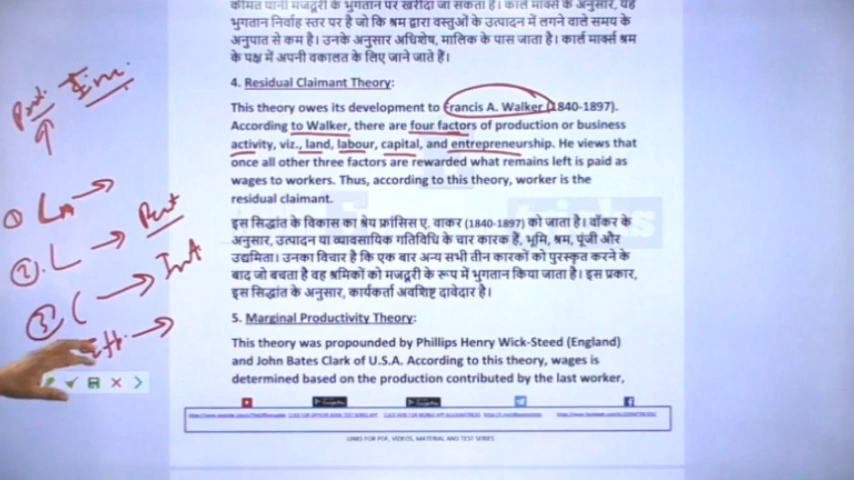 कीमत यानी मजदूरी के भुगतान पर खरीदा जा सकता है। कार्ल मार्क्स के अनुसार, यह
भुगतान निर्वाह स्तर पर है जो कि श्रम द्वारा वस्तुओं के उत्पादन में लगने वाले समय के
अनुपात से कम है। उनके अनुसार अधिशेष, मालिक के पास जाता है। कार्ल मार्क्स श्रम
के पक्ष में अपनी वकालत के लिए जाने जाते हैं।
4. Residual Claimant Theory:
This theory owes its development to Francis A. Walker (1840-1897).
According to Walker, there are four factors of production or business
activity, viz., land, labour, capital, and entrepreneurship. He views that
once all other three factors are rewarded what remains left is paid as
wages to workers. Thus, according to this theory, worker is the
residual claimant.
इस सिद्धांत के विकास का श्रेय फ्रांसिस ए. वाकर (1840-1897) को जाता है। वॉकर के
अनुसार, उत्पादन या व्यावसायिक गतिविधि के चार कारक हैं, भूमि, श्रम, पूंजी और
उद्यमिता। उनका विचार है कि एक बार अन्य सभी तीन कारकों को पुरस्कृत करने के
बाद जो बचता है वह श्रमिकों को मजदूरी के रूप में भुगतान किया जाता है। इस प्रकार,
इस सिद्धांत के अनुसार, कार्यकर्ता अवशिष्ट दावेदार है।
5. Marginal Productivity Theory:
This theory was propounded by Phillips Henry Wick-Steed (England)
and John Bates Clark of U.S.A. According to this theory, wages is
determined based on the production contributed by the last worker,
LINKS FOR PDF, VIDEOS, MATERIAL AND TEST SERIES
① L
② L
③ C